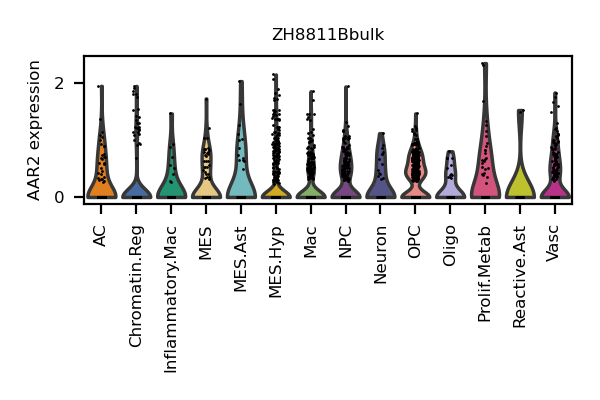 ZH8811Bbulk
AAR2 expression
2
0
AC
Chromatin.Reg
Inflammatory.Mac
MES
MES.Ast
MES.Hyp
Mac
NPC
Neuron
OPC
Oligo
Prolif.Metab
Reactive.Ast
Vasc